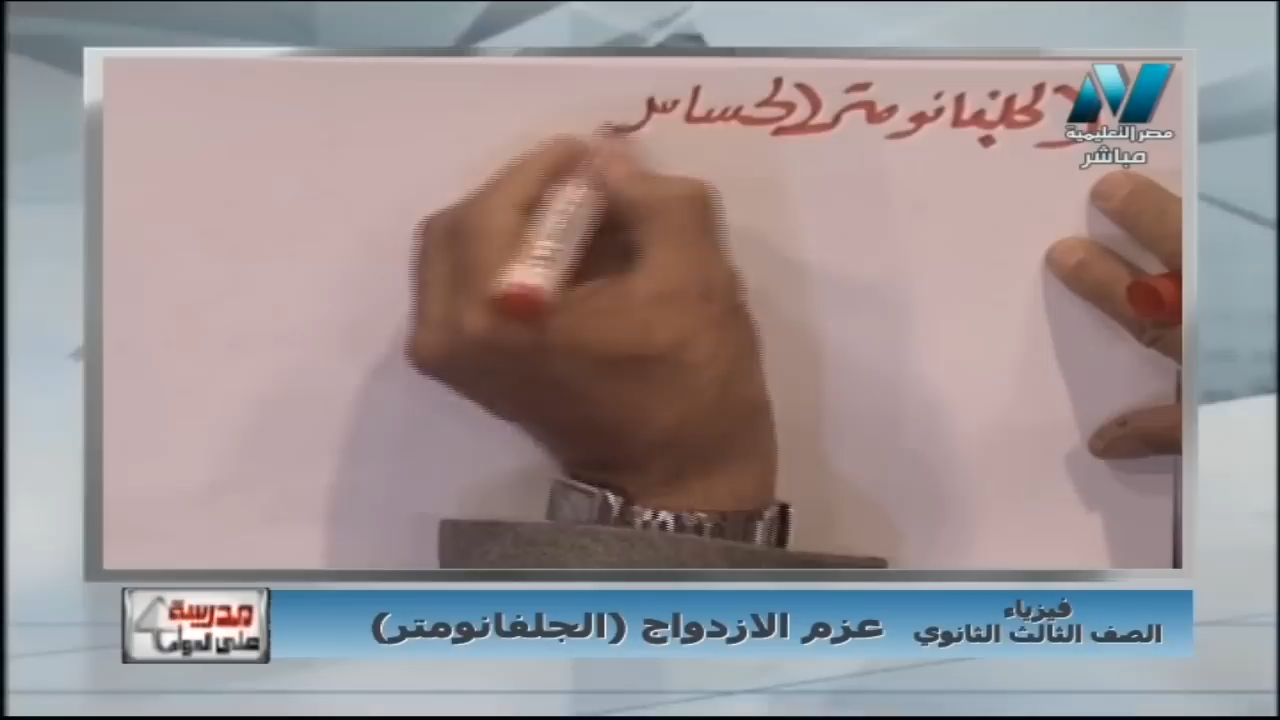 الجلفانومتر الحساس
مصر التعليمية
مباشر
فيزياء
الصف الثالث الثانوي
عزم الازدواج (الجلفانومتر)
مدرسة
على الهواء